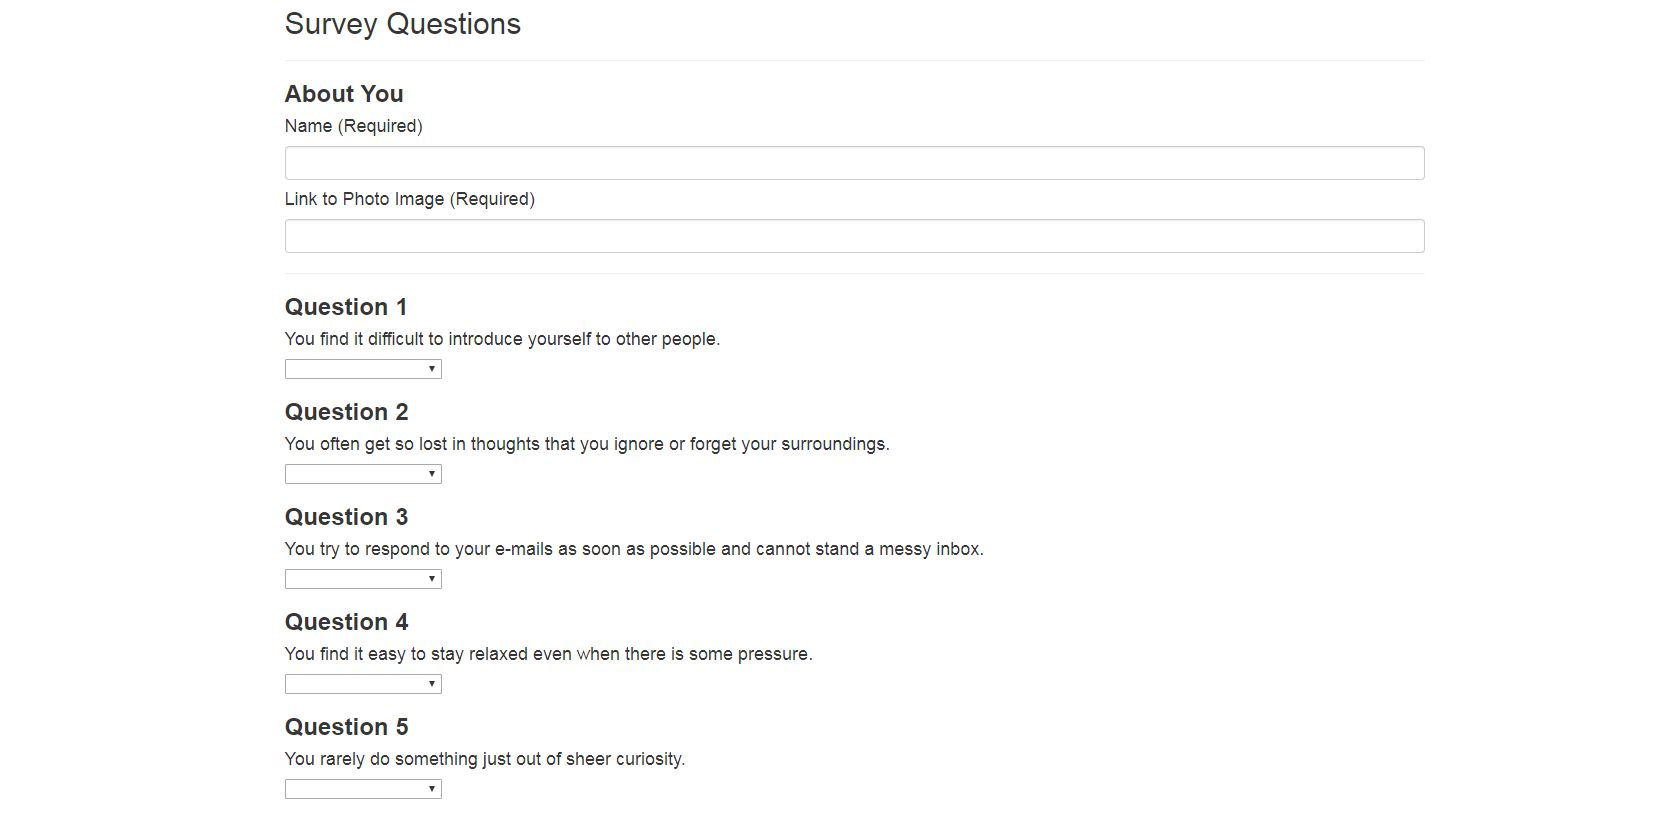 Survey Questions
About You
Name (Required)
Link to Photo Image (Required)
Question 1
You find it difficult to introduce yourself to other people.
Question 2
You often get so lost in thoughts that you ignore or forget your surroundings.
Question 3
You try to respond to your e-mails as soon as possible and cannot stand a messy inbox.
Question 4
You find it easy to stay relaxed even when there is some pressure.
Question 5
You rarely do something just out of sheer curiosity.